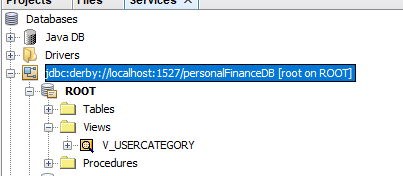 Projects Files Services
Databases
Java DB
Drivers
jdbc:derby://localhost:1527/personalFinanceDB [root on ROOT]
ROOT
Tables
Views
V_USERCATEGORY
Procedures